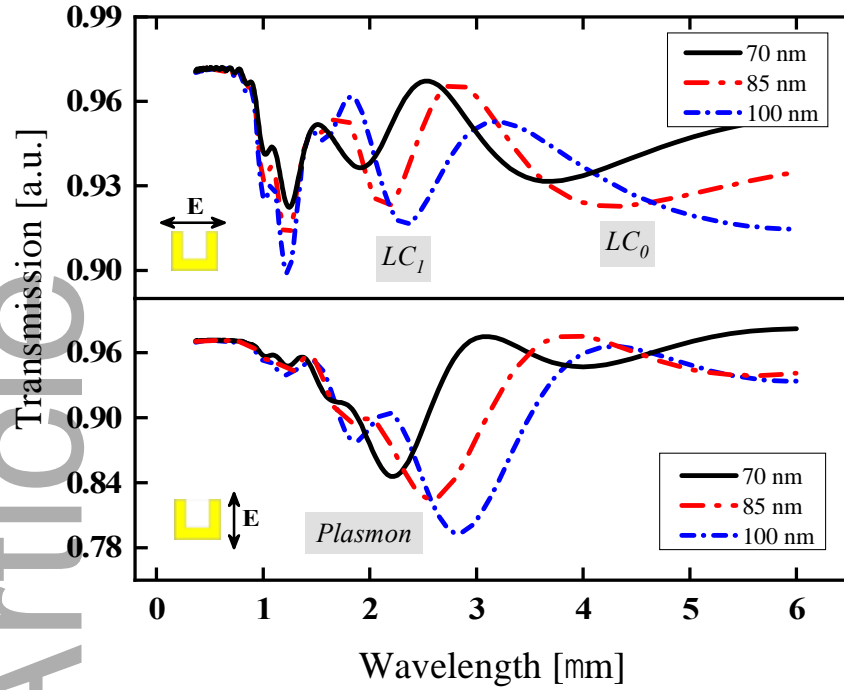 0.99
0.96
0.93
0.90
70 nm
85 nm
100 nm
E
LC1
LC0
0.96
0.90
0.84
0.78
70 nm
85 nm
100 nm
E
Plasmon
0 1 2 3 4 5 6
Wavelength [mm]
Transmission [a.u.]
Article